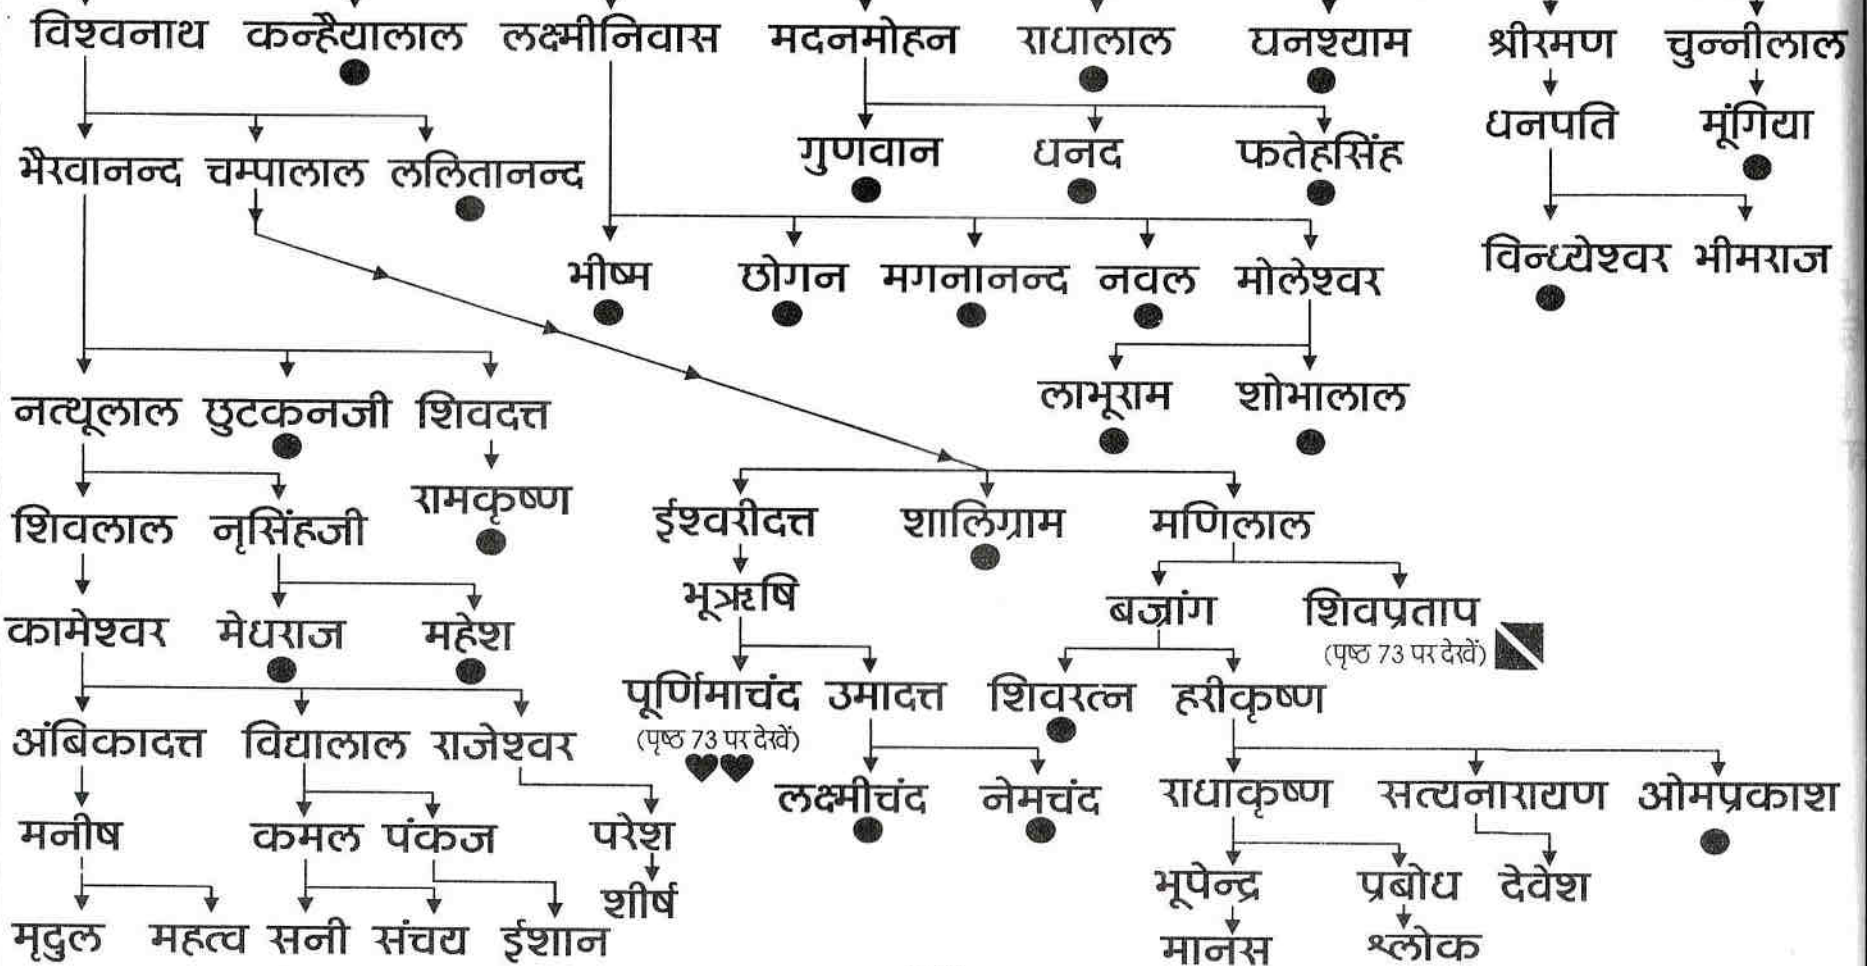 विश्वनाथ कन्हैयालाल लक्ष्मीनिवास मदनमोहन राधालाल घनश्याम श्रीरमण चुन्नीलाल
धनपति मूंगिया
गुणवान धनद फतेहसिंह
भैरवानन्द चम्पालाल ललितानन्द
विन्ध्येश्वर भीमराज
भीष्म छोगन मगनानन्द नवल मोलेश्वर
लाभूराम शोभालाल
नत्थूलाल छुटकनजी शिवदत्त
रामकृष्ण
शिवलाल नृसिंहजी ईश्वरीदत्त शालिग्राम मणिलाल
भूऋषि बज्रांग शिवप्रताप
(पृष्ठ 73 पर देखें)
कामेश्वर मेधराज महेश
पूर्णिमाचंद उमादत्त शिवरत्न हरीकृष्ण
(पृष्ठ 73 पर देखें)
अंबिकादत्त विद्यालाल राजेश्वर
लक्ष्मीचंद नेमचंद राधाकृष्ण सत्यनारायण ओमप्रकाश
मनीष कमल पंकज परेश
भूपेन्द्र प्रबोध देवेश
शीर्ष
मृदुल महत्व सनी संचय ईशान मानस श्लोक